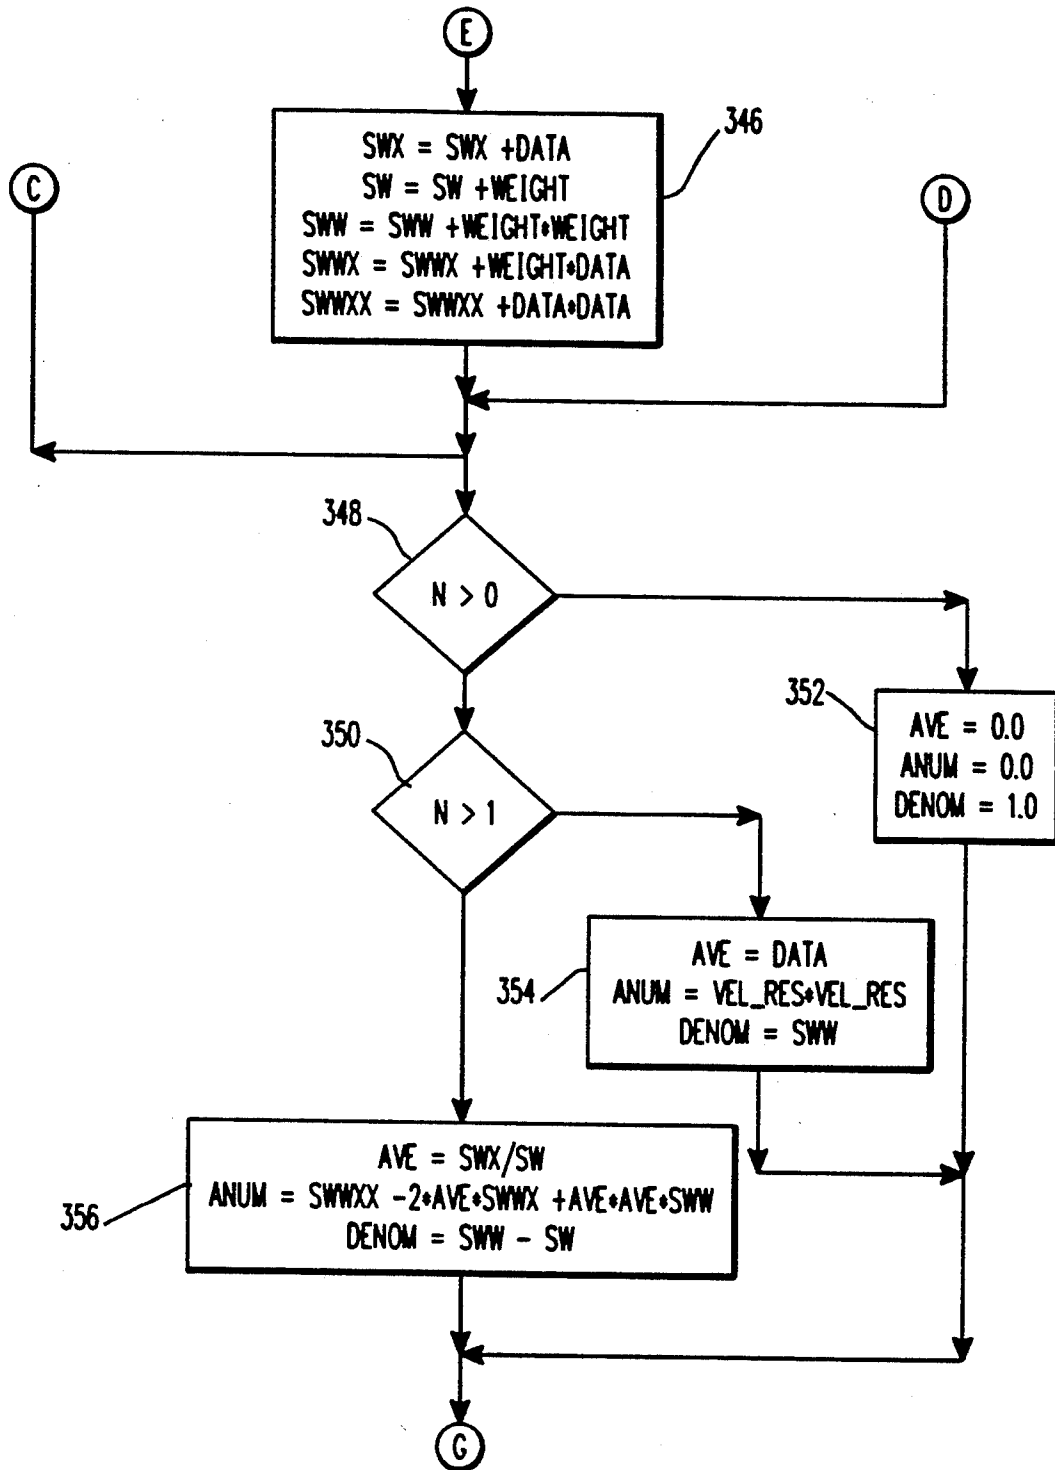 E
346
SWX = SWX +DATA
SW = SW +WEIGHT
SWW = SWW +WEIGHT*WEIGHT
SWWX = SWWX +WEIGHT*DATA
SWWXX = SWWXX +DATA*DATA
C
D
348
N > 0
352
AVE = 0.0
ANUM = 0.0
DENOM = 1.0
350
N > 1
354
AVE = DATA
ANUM = VEL_RES*VEL_RES
DENOM = SWW
356
AVE = SWX/SW
ANUM = SWWXX -2*AVE*SWWX +AVE*AVE*SWW
DENOM = SWW - SW
G